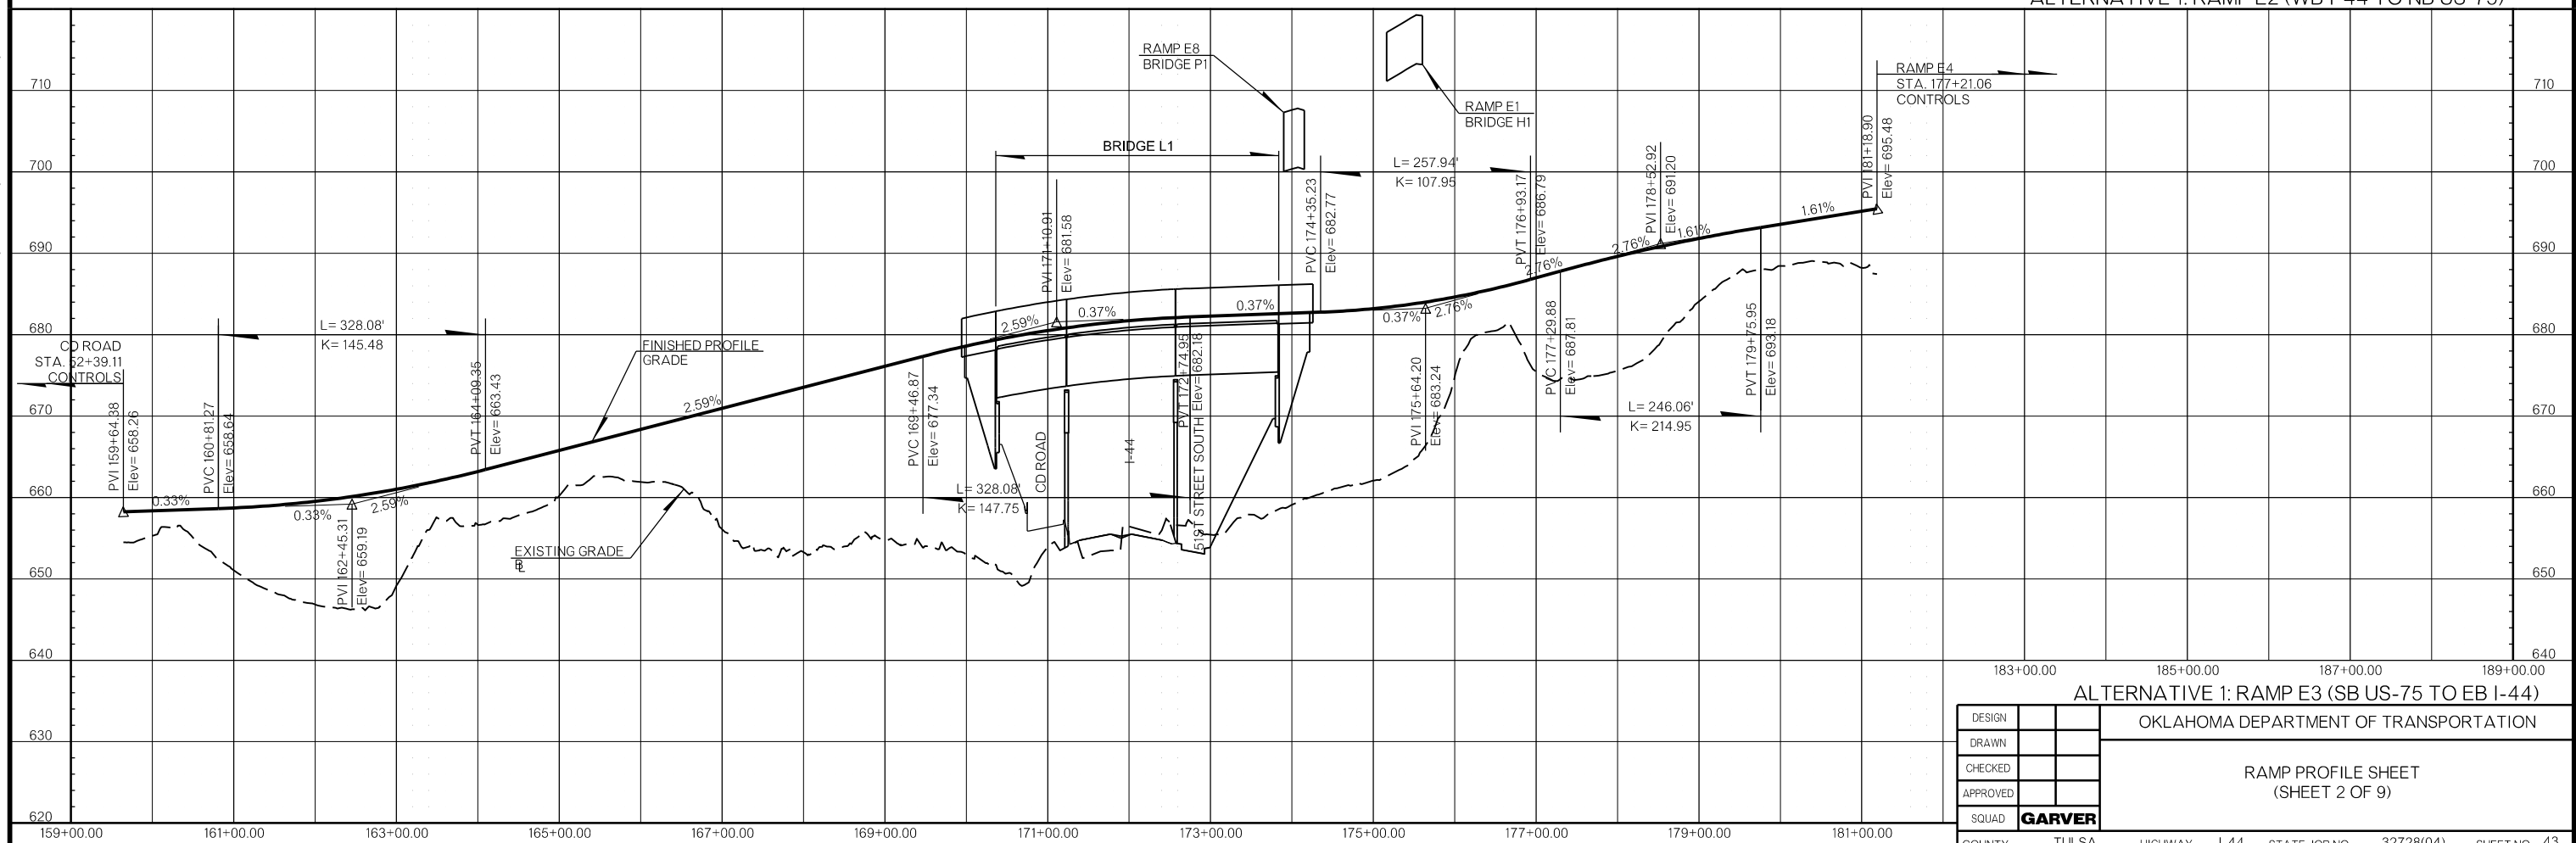 ALTERNATIVE 1: RAMP E2 (WB I-44 TO NB US-75)
710
700
690
680
670
660
650
640
630
620
CD ROAD
STA. 52+39.11
CONTROLS
PVI 159+64.38
Elev= 658.26
0.33%
PVC 160+81.27
Elev= 658.64
L= 328.08'
K= 145.48
0.33%
2.59%
PVI 162+45.31
Elev= 659.19
PVT 164+09.35
Elev= 663.43
FINISHED PROFILE
GRADE
2.59%
EXISTING GRADE
℄
PVC 169+46.87
Elev= 677.34
L= 328.08'
K= 147.75
BRIDGE L1
PVI 171+10.91
Elev= 681.58
2.59%
0.37%
0.37%
CD ROAD
I-44
PVT 172+74.95
51ST STREET SOUTH Elev= 682.18
RAMP E8
BRIDGE P1
RAMP E1
BRIDGE H1
PVC 174+35.23
Elev= 682.77
L= 257.94'
K= 107.95
0.37%
2.76%
PVI 175+64.20
Elev= 683.24
PVT 176+93.17
Elev= 686.79
2.76%
PVC 177+29.88
Elev= 687.81
L= 246.06'
K= 214.95
2.76%
1.61%
PVI 178+52.92
Elev= 691.20
PVT 179+75.95
Elev= 693.18
1.61%
PVI 181+18.90
Elev= 695.48
RAMP E4
STA. 177+21.06
CONTROLS
710
700
690
680
670
660
650
640
159+00.00
161+00.00
163+00.00
165+00.00
167+00.00
169+00.00
171+00.00
173+00.00
175+00.00
177+00.00
179+00.00
181+00.00
183+00.00
185+00.00
187+00.00
189+00.00
ALTERNATIVE 1: RAMP E3 (SB US-75 TO EB I-44)
DESIGN
DRAWN
CHECKED
APPROVED
SQUAD GARVER
OKLAHOMA DEPARTMENT OF TRANSPORTATION
RAMP PROFILE SHEET
(SHEET 2 OF 9)
COUNTY TULSA HIGHWAY I-44 STATE JOB NO. 32728(04) SHEET NO. 43